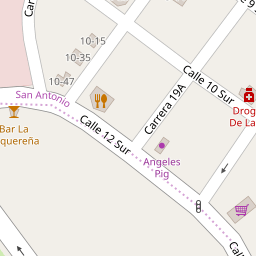 Car
10-15
10-35
10-47
San Antonio
Bar La
quereña
Calle 12 Sur
Carrera 19A
Calle 10 Sur
Drog
De La
Angeles
Pig
Calle